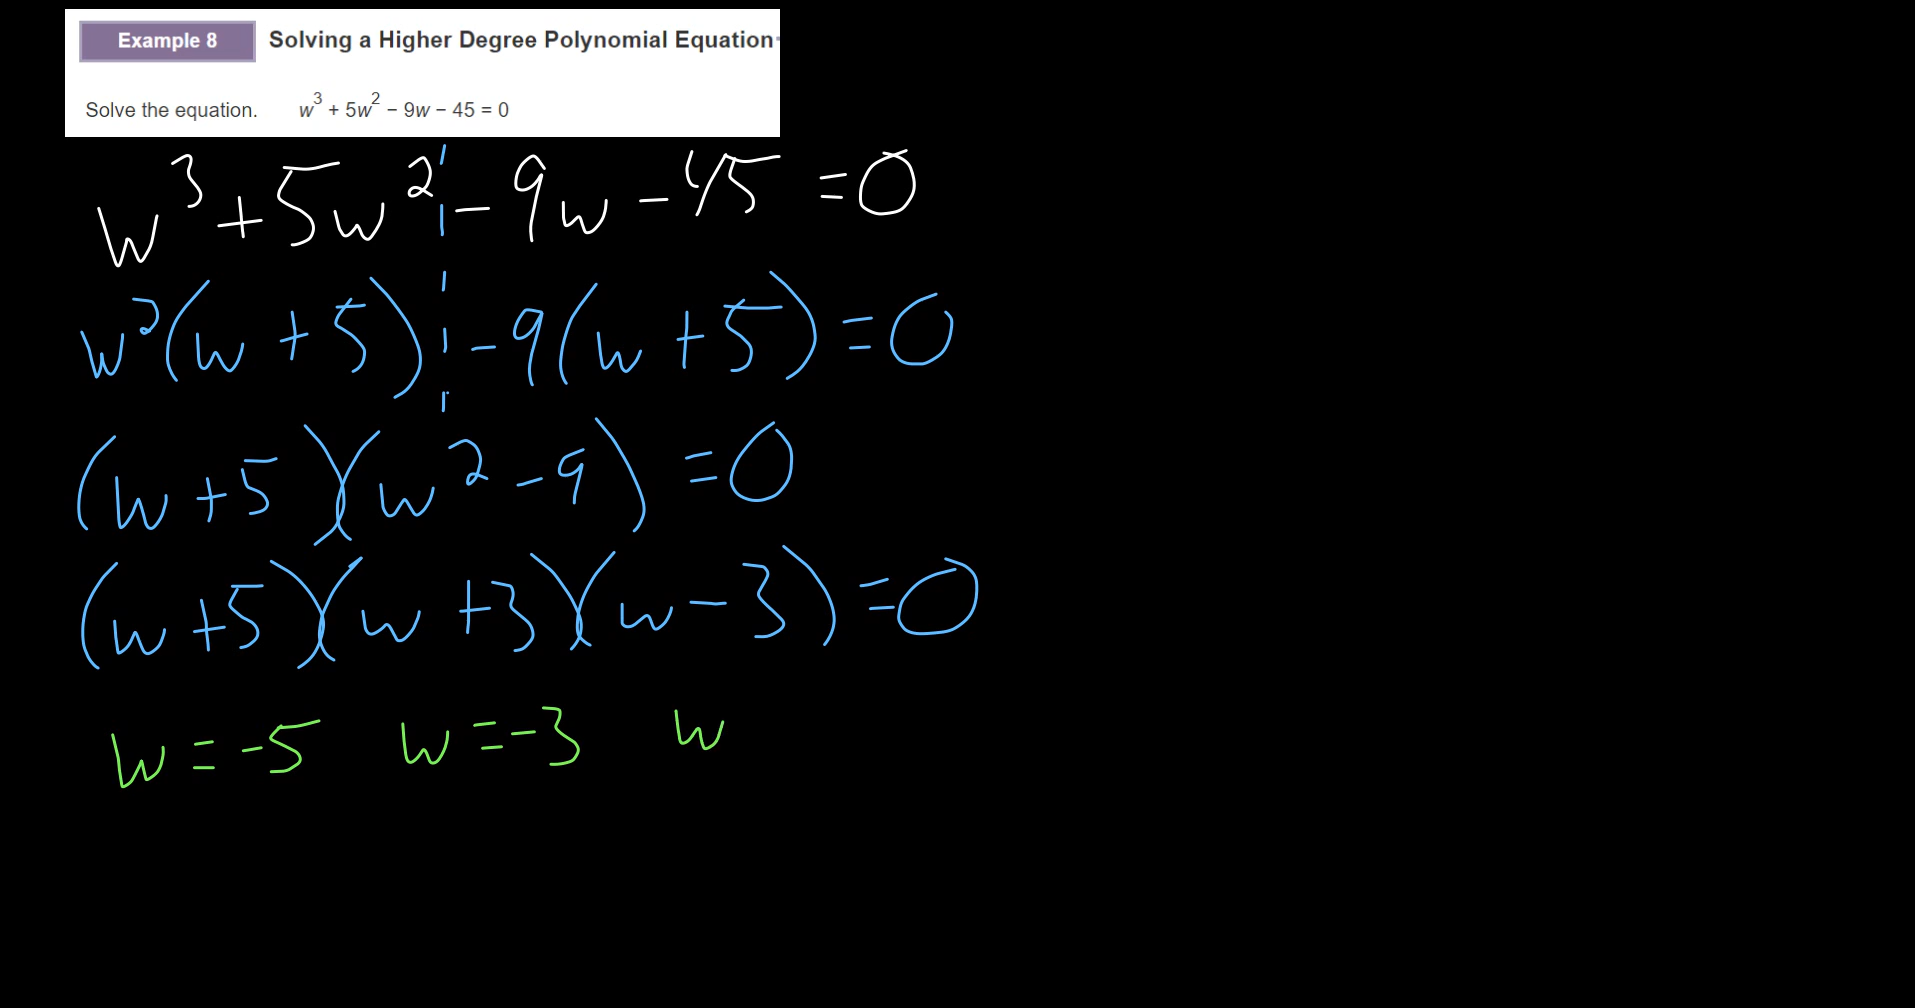 Example 8 Solving a Higher Degree Polynomial Equation
Solve the equation. w³ + 5w² − 9w − 45 = 0
w³ + 5w² − 9w − 45 = 0
w²(w + 5) − 9(w + 5) = 0
(w + 5)(w² − 9) = 0
(w + 5)(w + 3)(w − 3) = 0
w = −5 w = −3 w